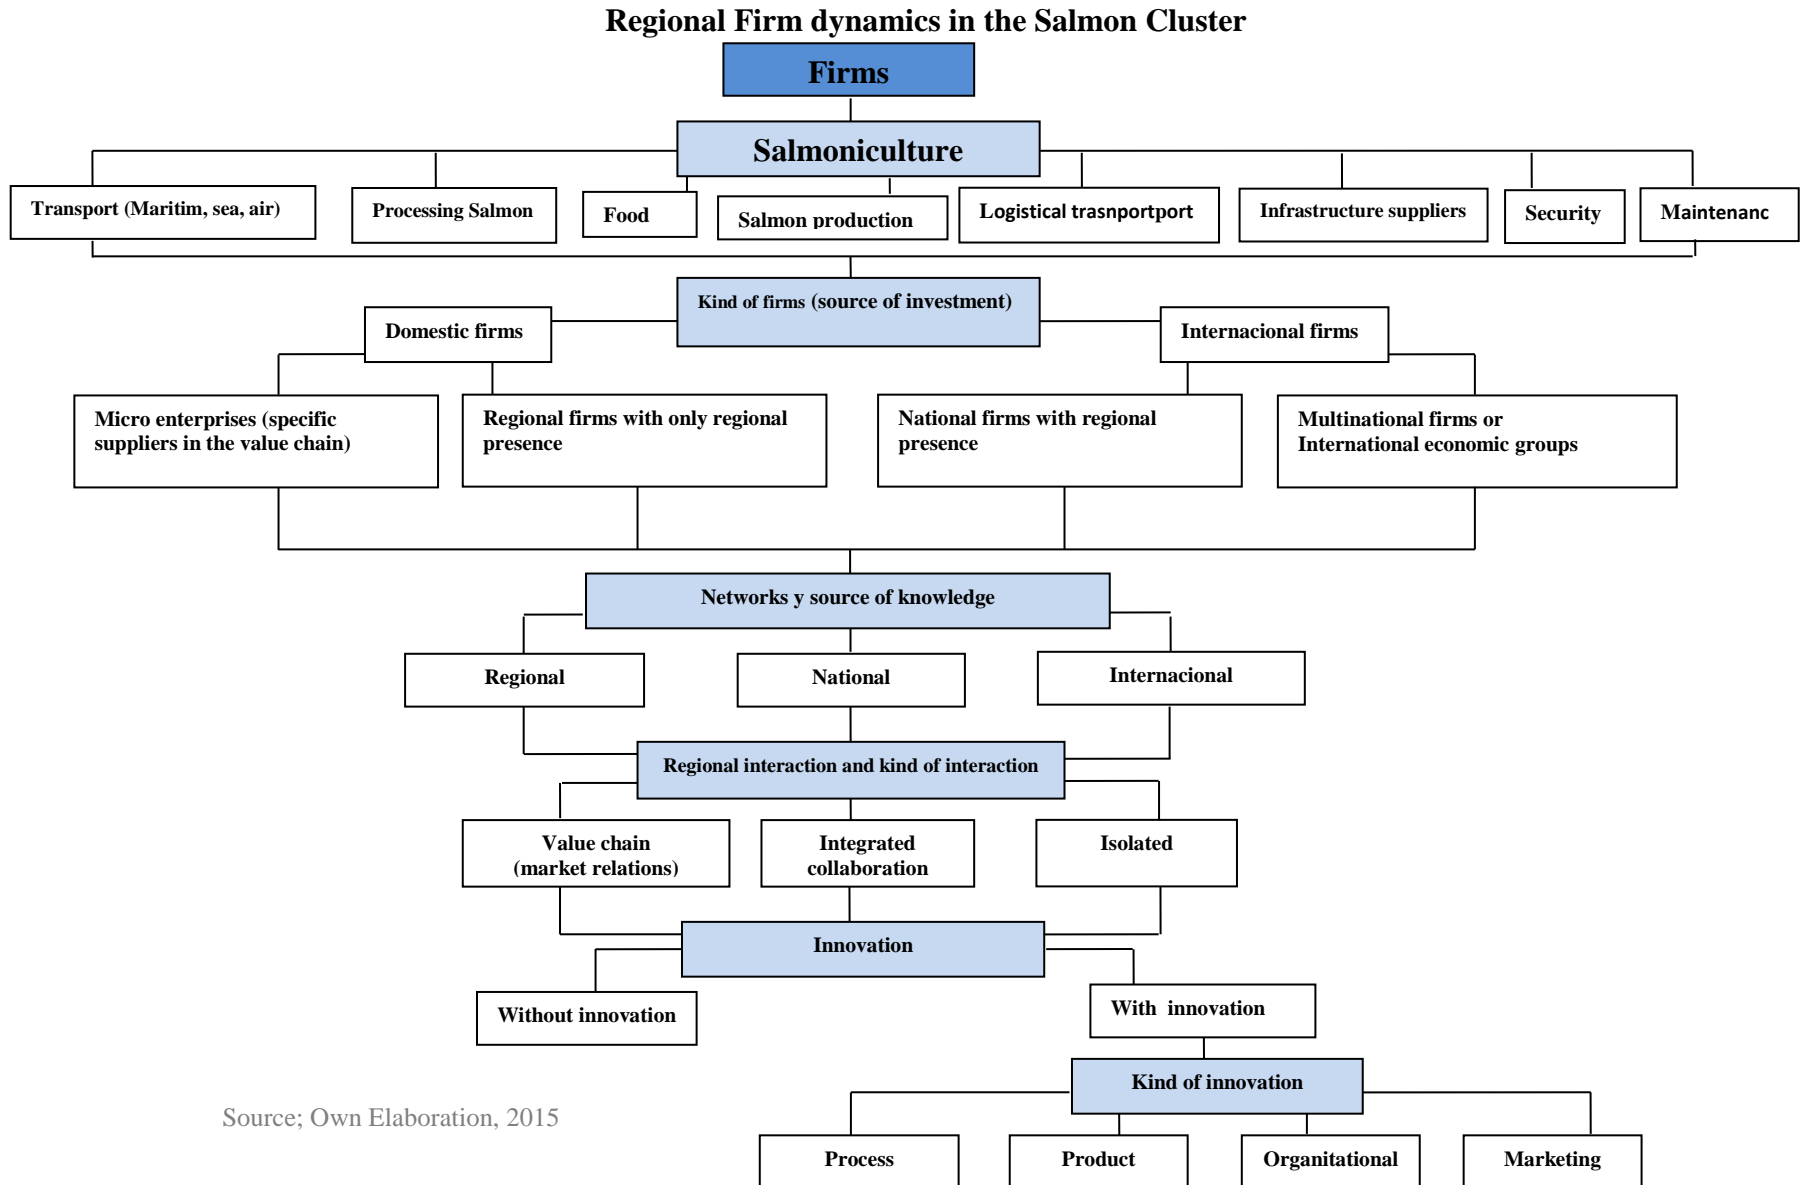 Regional Firm dynamics in the Salmon Cluster
Firms
Salmoniculture
Transport (Maritim, sea, air)
Processing Salmon
Food
Salmon production
Logistical trasnportport
Infrastructure suppliers
Security
Maintenanc
Kind of firms (source of investment)
Domestic firms
Internacional firms
Micro enterprises (specific
suppliers in the value chain)
Regional firms with only regional
presence
National firms with regional
presence
Multinational firms or
International economic groups
Networks y source of knowledge
Regional
National
Internacional
Regional interaction and kind of interaction
Value chain
(market relations)
Integrated
collaboration
Isolated
Innovation
Without innovation
With innovation
Kind of innovation
Source; Own Elaboration, 2015
Process
Product
Organitational
Marketing